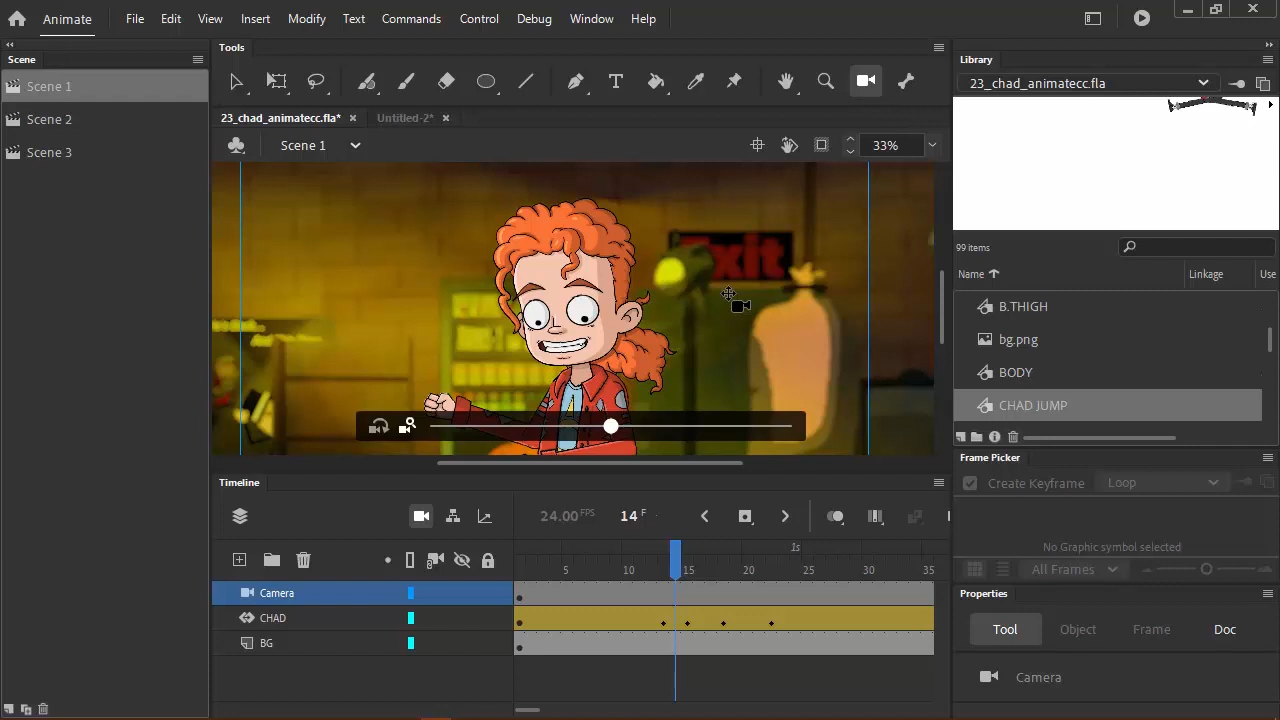 Animate File Edit View Insert Modify Text Commands Control Debug Window Help
Scene
Scene 1
Scene 2
Scene 3
Tools
23_chad_animatecc.fla*
Untitled-2*
Scene 1
33%
Exit
Timeline
24.00 FPS
14 F
1s
5 10 15 20 25 30 35
Camera
CHAD
BG
Library
23_chad_animatecc.fla
99 items
Name Linkage Use
B.THIGH
bg.png
BODY
CHAD JUMP
Frame Picker
Create Keyframe Loop
No Graphic symbol selected
All Frames
Properties
Tool Object Frame Doc
Camera